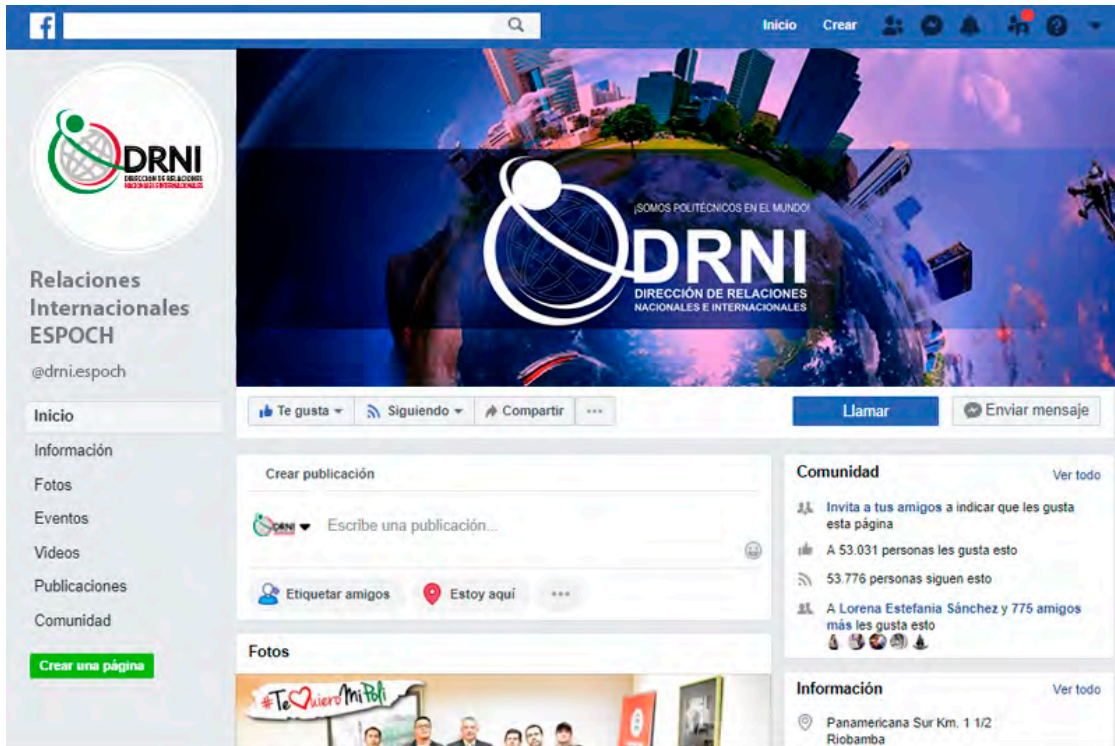 f
Inicio
Crear
DRNI
DIRECCIÓN DE RELACIONES
NACIONALES E INTERNACIONALES
Relaciones
Internacionales
ESPOCH
@drni.espoch
Inicio
Información
Fotos
Eventos
Videos
Publicaciones
Comunidad
Crear una página
¡SOMOS POLITÉCNICOS EN EL MUNDO!
DRNI
DIRECCIÓN DE RELACIONES
NACIONALES E INTERNACIONALES
Te gusta
Siguiendo
Compartir
Llamar
Enviar mensaje
Crear publicación
DRNI
Escribe una publicación...
Etiquetar amigos
Estoy aquí
Fotos
#TeQuieroMiPoli
Comunidad
Ver todo
Invita a tus amigos a indicar que les gusta
esta página
A 53.031 personas les gusta esto
53.776 personas siguen esto
A Lorena Estefania Sánchez y 775 amigos
más les gusta esto
Información
Ver todo
Panamericana Sur Km. 1 1/2
Riobamba